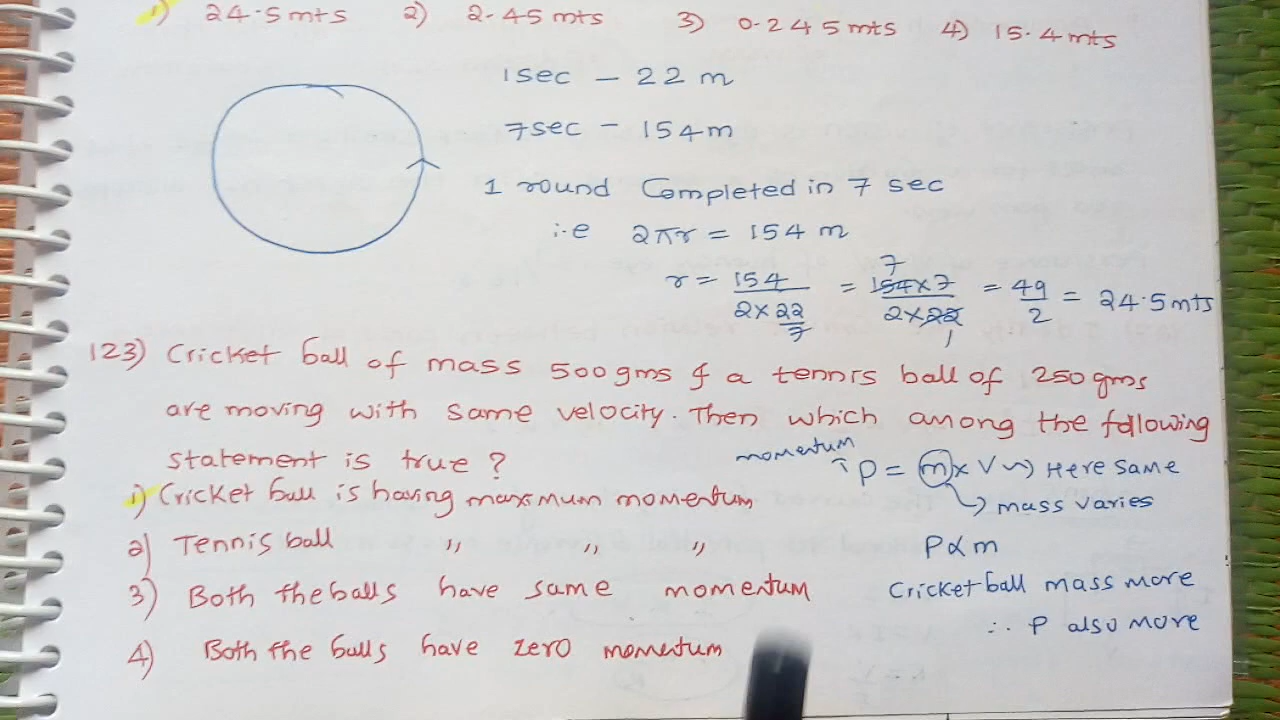 1) 24.5 mts 2) 2.45 mts 3) 0.245 mts 4) 15.4 mts
1sec – 22 m
7sec – 154 m
1 round Completed in 7 sec
i.e 2πr = 154 m
r = 154 / 2 × 22/7 = 154 × 7 / 2 × 22 = 49/2 = 24.5 mts
7
1
123) Cricket ball of mass 500 gms & a tennis ball of 250 gms
are moving with same velocity. Then which among the following
statement is true ?
momentum
P = m × V Here same
mass varies
1) Cricket ball is having maximum momentum
2) Tennis ball ,, ,, ,,
P ∝ m
3) Both the balls have same momentum
Cricket ball mass more
∴ P also more
4) Both the balls have zero momentum